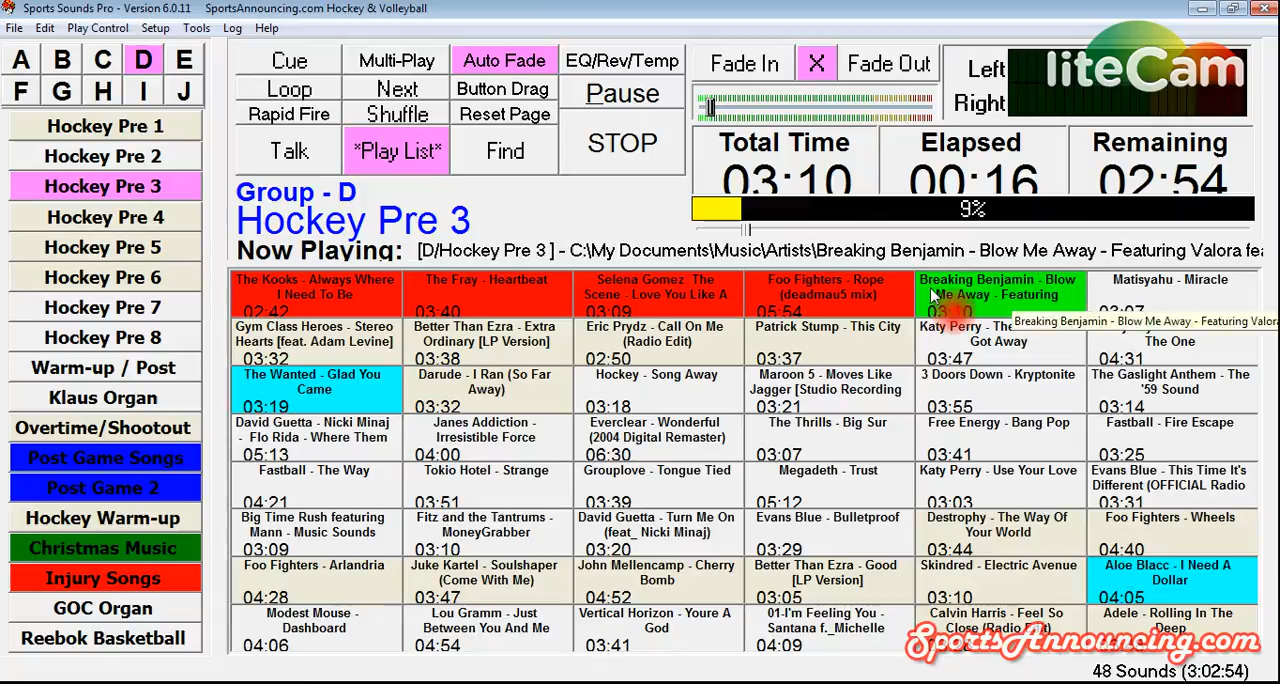 Sports Sounds Pro - Version 6.0.11 SportsAnnouncing.com Hockey & Volleyball
File Edit Play Control Setup Tools Log Help
A B C D E
F G H I J
Hockey Pre 1
Hockey Pre 2
Hockey Pre 3
Hockey Pre 4
Hockey Pre 5
Hockey Pre 6
Hockey Pre 7
Hockey Pre 8
Warm-up / Post
Klaus Organ
Overtime/Shootout
Post Game Songs
Post Game 2
Hockey Warm-up
Christmas Music
Injury Songs
GOC Organ
Reebok Basketball
Cue Multi-Play Auto Fade EQ/Rev/Temp
Loop Next Button Drag Pause
Rapid Fire Shuffle Reset Page
Talk *Play List* Find STOP
Fade In X Fade Out
Left
Right
liteCam
Total Time Elapsed Remaining
03:10 00:16 02:54
9%
Group - D
Hockey Pre 3
Now Playing: [D/Hockey Pre 3 ] - C:\My Documents\Music\Artists\Breaking Benjamin - Blow Me Away - Featuring Valora
The Kooks - Always Where
I Need To Be
02:42
The Fray - Heartbeat
03:40
Selena Gomez The
Scene - Love You Like A
03:09
Foo Fighters - Rope
(deadmau5 mix)
05:54
Breaking Benjamin - Blow
Me Away - Featuring
03:10
Matisyahu - Miracle
03:07
Breaking Benjamin - Blow Me Away - Featuring Valora
Gym Class Heroes - Stereo
Hearts [feat. Adam Levine]
03:32
Better Than Ezra - Extra
Ordinary [LP Version]
03:38
Eric Prydz - Call On Me
(Radio Edit)
02:50
Patrick Stump - This City
03:37
Katy Perry - The
Got Away
03:47
The One
04:31
The Wanted - Glad You
Came
03:19
Darude - I Ran (So Far
Away)
03:32
Hockey - Song Away
03:18
Maroon 5 - Moves Like
Jagger [Studio Recording
03:21
3 Doors Down - Kryptonite
03:55
The Gaslight Anthem - The
'59 Sound
03:14
David Guetta - Nicki Minaj
- Flo Rida - Where Them
05:13
Janes Addiction -
Irresistible Force
04:00
Everclear - Wonderful
(2004 Digital Remaster)
06:30
The Thrills - Big Sur
03:07
Free Energy - Bang Pop
03:41
Fastball - Fire Escape
03:25
Fastball - The Way
04:21
Tokio Hotel - Strange
03:51
Grouplove - Tongue Tied
03:39
Megadeth - Trust
05:12
Katy Perry - Use Your Love
03:03
Evans Blue - This Time It's
Different (OFFICIAL Radio
03:31
Big Time Rush featuring
Mann - Music Sounds
03:09
Fitz and the Tantrums -
MoneyGrabber
03:10
David Guetta - Turn Me On
(feat_ Nicki Minaj)
03:20
Evans Blue - Bulletproof
03:29
Destrophy - The Way Of
Your World
03:44
Foo Fighters - Wheels
04:40
Foo Fighters - Arlandria
04:28
Juke Kartel - Soulshaper
(Come With Me)
03:47
John Mellencamp - Cherry
Bomb
04:52
Better Than Ezra - Good
[LP Version]
03:05
Skindred - Electric Avenue
03:10
Aloe Blacc - I Need A
Dollar
04:05
Modest Mouse -
Dashboard
04:06
Lou Gramm - Just
Between You And Me
04:54
Vertical Horizon - Youre A
God
03:41
01-I'm Feeling You -
Santana f._Michelle
04:09
Calvin Harris - Feel So
Close (Radio Edit)
Adele - Rolling In The
Deep
SportsAnnouncing.com
48 Sounds (3:02:54)